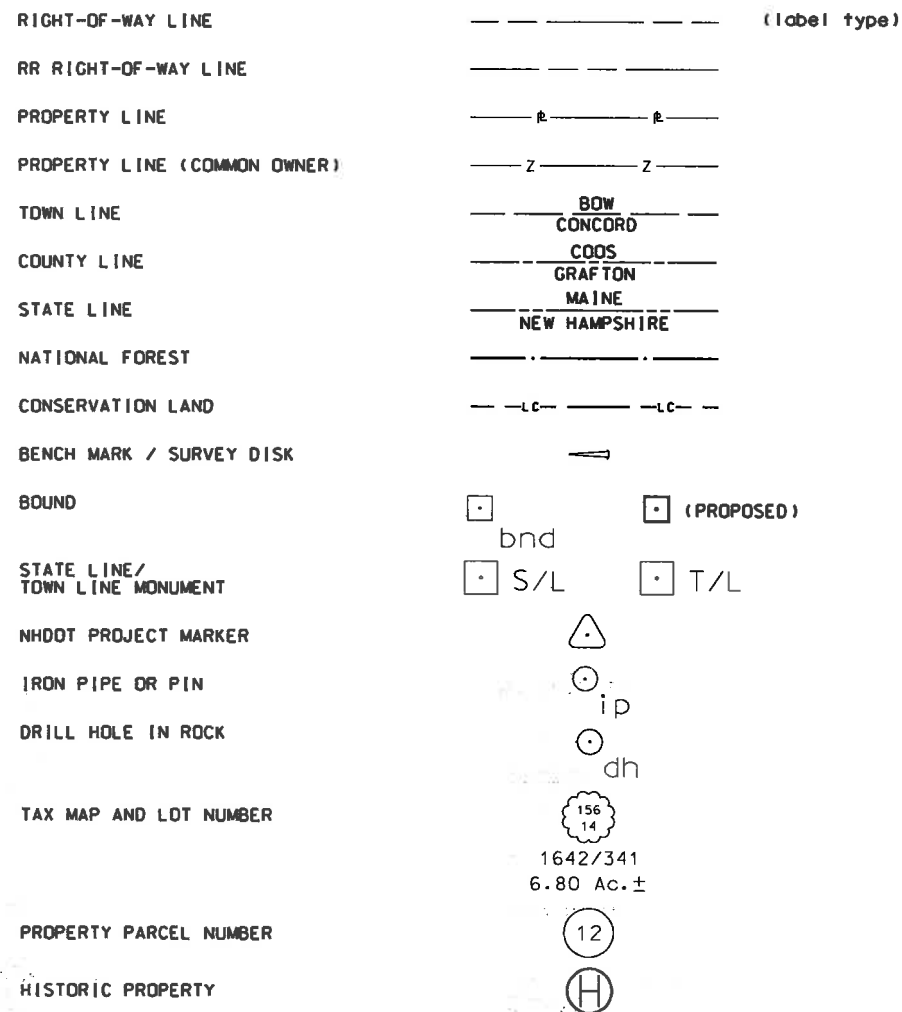 RIGHT-OF-WAY LINE (label type)
RR RIGHT-OF-WAY LINE
PROPERTY LINE ⅊ ⅊
PROPERTY LINE (COMMON OWNER) Z Z
TOWN LINE BOW
CONCORD
COUNTY LINE COOS
GRAFTON
STATE LINE MAINE
NEW HAMPSHIRE
NATIONAL FOREST
CONSERVATION LAND LC LC
BENCH MARK / SURVEY DISK
BOUND bnd (PROPOSED)
STATE LINE/
TOWN LINE MONUMENT S/L T/L
NHDOT PROJECT MARKER
IRON PIPE OR PIN ip
DRILL HOLE IN ROCK dh
TAX MAP AND LOT NUMBER 156
14
1642/341
6.80 Ac.±
PROPERTY PARCEL NUMBER 12
HISTORIC PROPERTY H